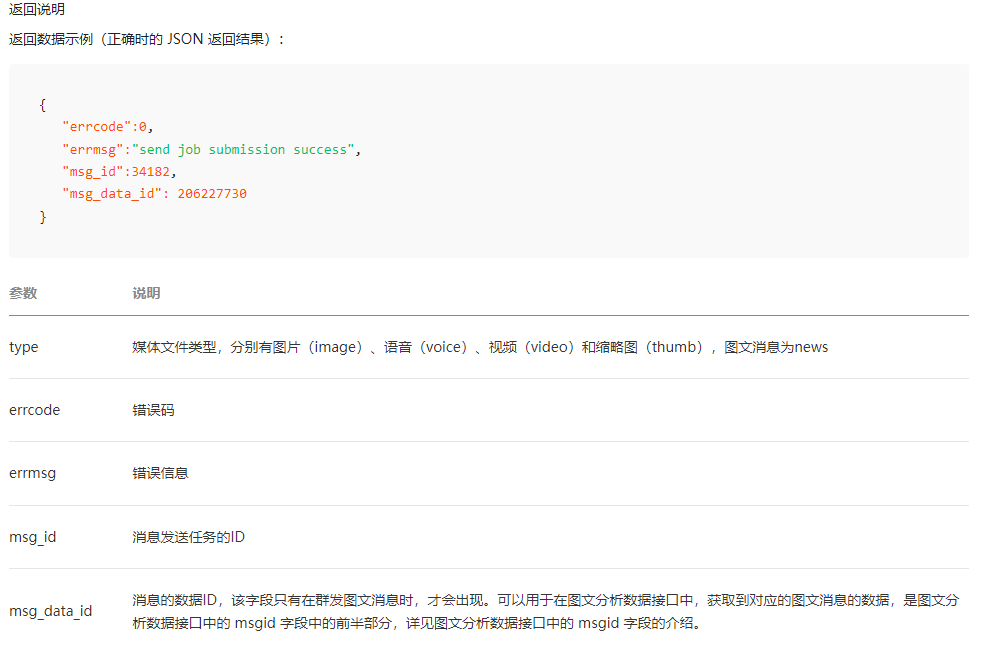 返回说明
返回数据示例（正确时的 JSON 返回结果）：
{
"errcode":0,
"errmsg":"send job submission success",
"msg_id":34182,
"msg_data_id": 206227730
}
参数 说明
type 媒体文件类型，分别有图片（image）、语音（voice）、视频（video）和缩略图（thumb），图文消息为news
errcode 错误码
errmsg 错误信息
msg_id 消息发送任务的ID
msg_data_id 消息的数据ID，该字段只有在群发图文消息时，才会出现。可以用于在图文分析数据接口中，获取到对应的图文消息的数据，是图文分
析数据接口中的 msgid 字段中的前半部分，详见图文分析数据接口中的 msgid 字段的介绍。